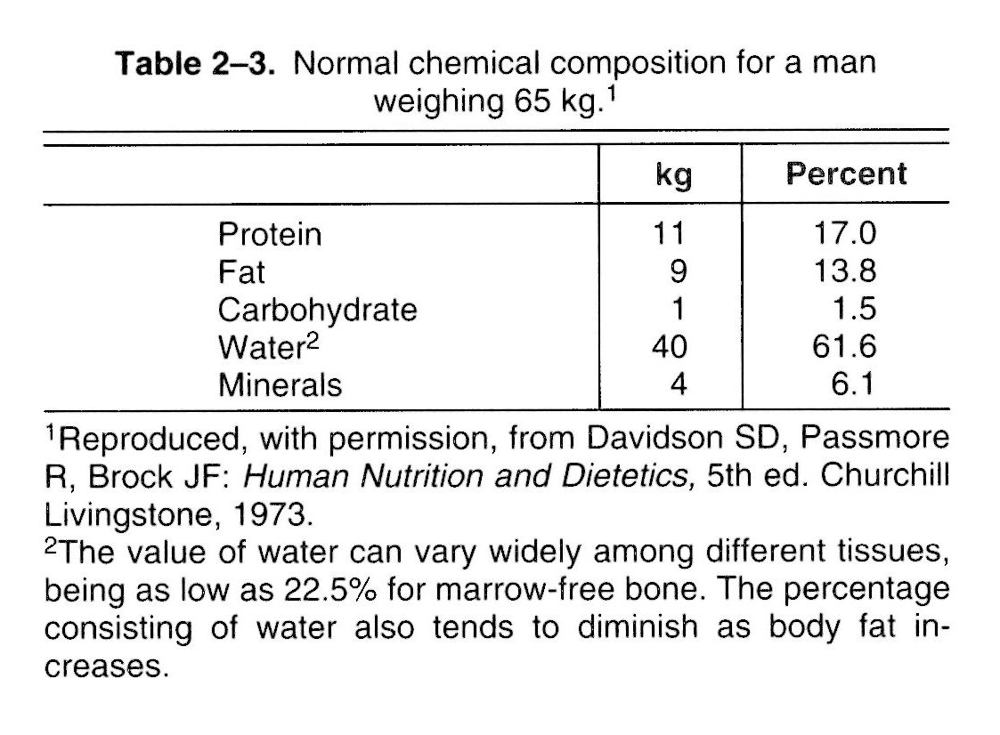 Table 2–3. Normal chemical composition for a man
weighing 65 kg.¹
kg Percent
Protein 11 17.0
Fat 9 13.8
Carbohydrate 1 1.5
Water² 40 61.6
Minerals 4 6.1
¹Reproduced, with permission, from Davidson SD, Passmore
R, Brock JF: Human Nutrition and Dietetics, 5th ed. Churchill
Livingstone, 1973.
²The value of water can vary widely among different tissues,
being as low as 22.5% for marrow-free bone. The percentage
consisting of water also tends to diminish as body fat in-
creases.